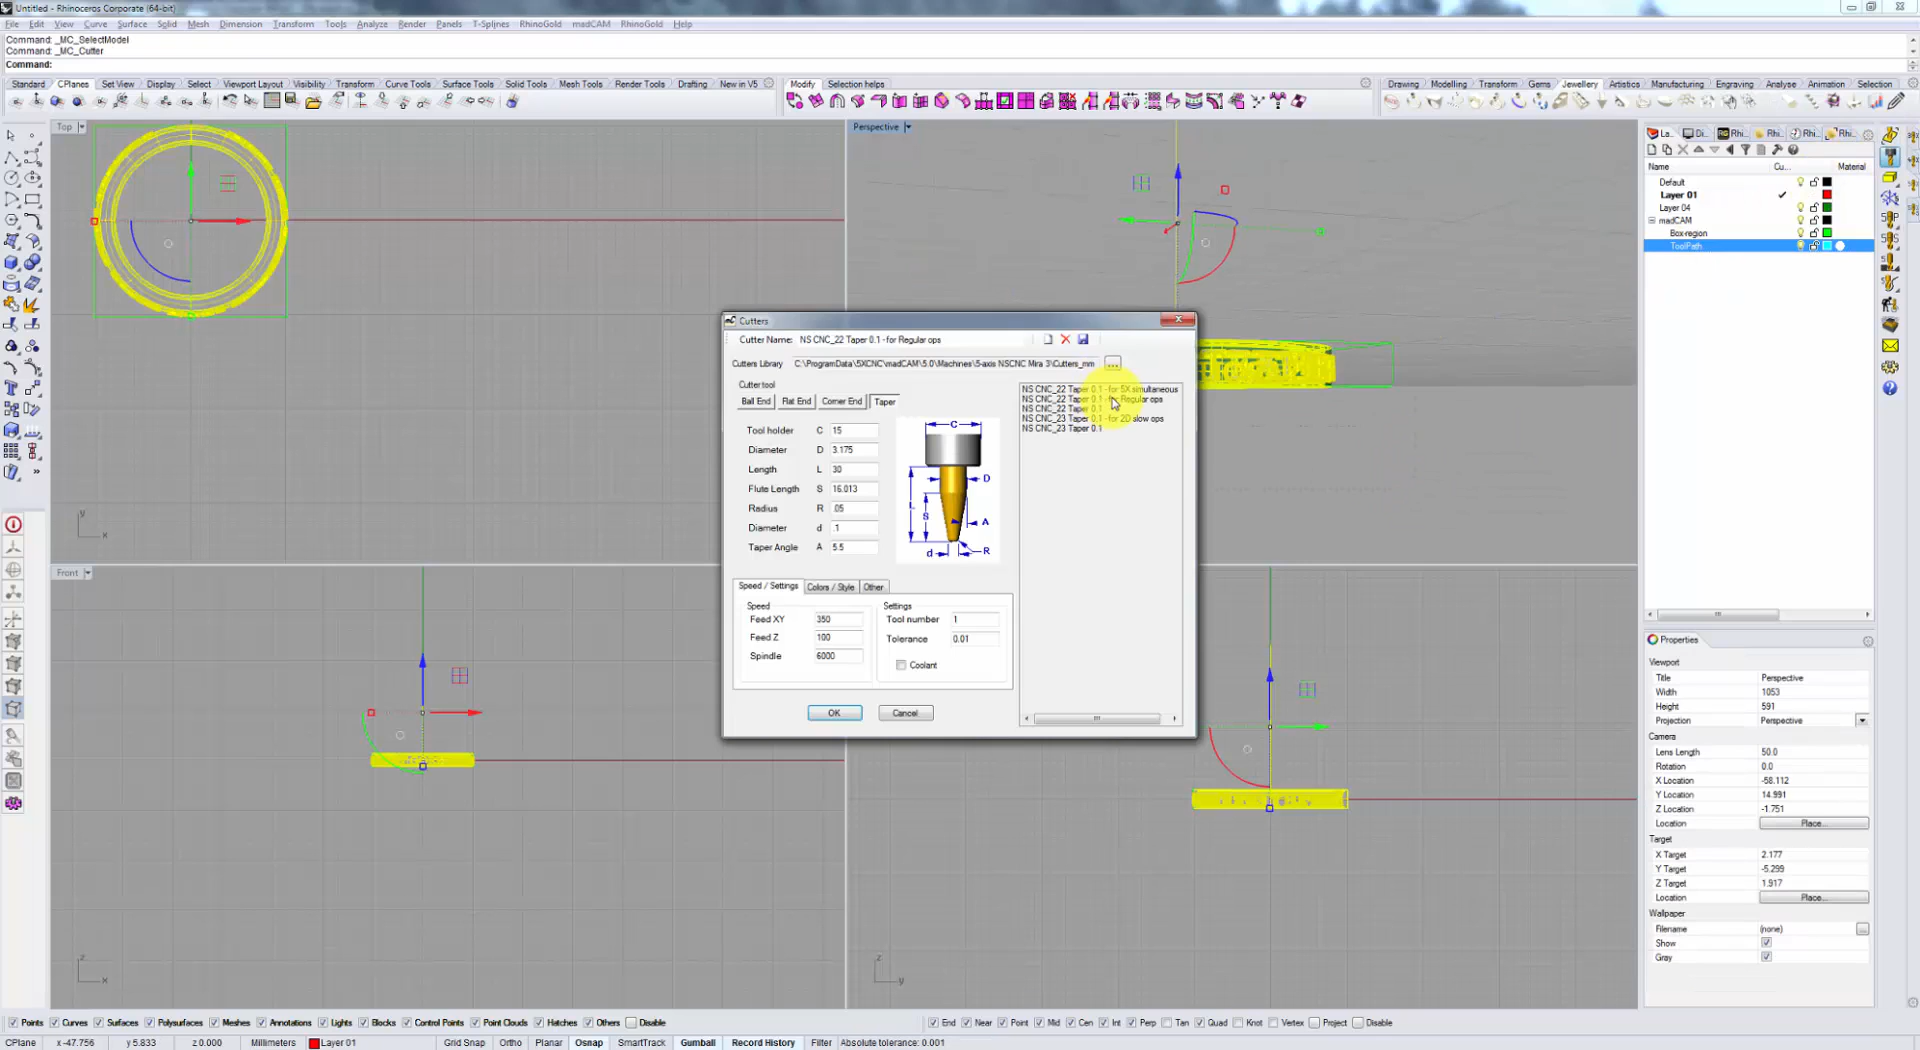 Untitled - Rhinoceros Corporate (64-bit)
File Edit View Curve Surface Solid Mesh Dimension Transform Tools Analyze Render Panels T-Splines RhinoGold madCAM RhinoGold Help
Command: _MC_SelectModel
Command: _MC_Cutter
Command:
Standard CPlanes Set View Display Select Viewport Layout Visibility Transform Curve Tools Surface Tools Solid Tools Mesh Tools Render Tools Drafting New in V5 Modify Selection helps Drawing Modelling Transform Gems Jewellery Artistics Manufacturing Engraving Analyse Animation Selection
Top
Perspective
La... Di... Rhi... Rhi... Rhi... Rhi...
Name Cu... Material
Default
Layer 01
Layer 04
madCAM
Box-region
ToolPath
Cutters
Cutter Name: NS CNC_22 Taper 0.1 - for Regular ops
Cutters Library C:\ProgramData\5XCNC\madCAM\5.0\Machines\5-axis NSCNC Mira 3\Cutters_mm ...
Cutter tool
Ball End Flat End Corner End Taper
Tool holder C 15
Diameter D 3.175
Length L 30
Flute Length S 16.013
Radius R .05
Diameter d .1
Taper Angle A 5.5
C
D
L
S
A
d
R
NS CNC_22 Taper 0.1 - for 5X simultaneous
NS CNC_22 Taper 0.1 - for Regular ops
NS CNC_22 Taper 0.1
NS CNC_23 Taper 0.1 - for 2D slow ops
NS CNC_23 Taper 0.1
Speed / Settings Colors / Style Other
Speed
Feed XY 350
Feed Z 100
Spindle 6000
Settings
Tool number 1
Tolerance 0.01
Coolant
OK Cancel
y
x
Front
z
x
z
y
Properties
Viewport
Title Perspective
Width 1053
Height 591
Projection Perspective
Camera
Lens Length 50.0
Rotation 0.0
X Location -58.112
Y Location 14.991
Z Location -1.751
Location Place...
Target
X Target 2.177
Y Target -5.299
Z Target 1.917
Location Place...
Wallpaper
Filename (none) ...
Show
Gray
Points Curves Surfaces Polysurfaces Meshes Annotations Lights Blocks Control Points Point Clouds Hatches Others Disable End Near Point Mid Cen Int Perp Tan Quad Knot Vertex Project Disable
CPlane x -47.756 y 5.833 z 0.000 Millimeters Layer 01 Grid Snap Ortho Planar Osnap SmartTrack Gumball Record History Filter Absolute tolerance: 0.001